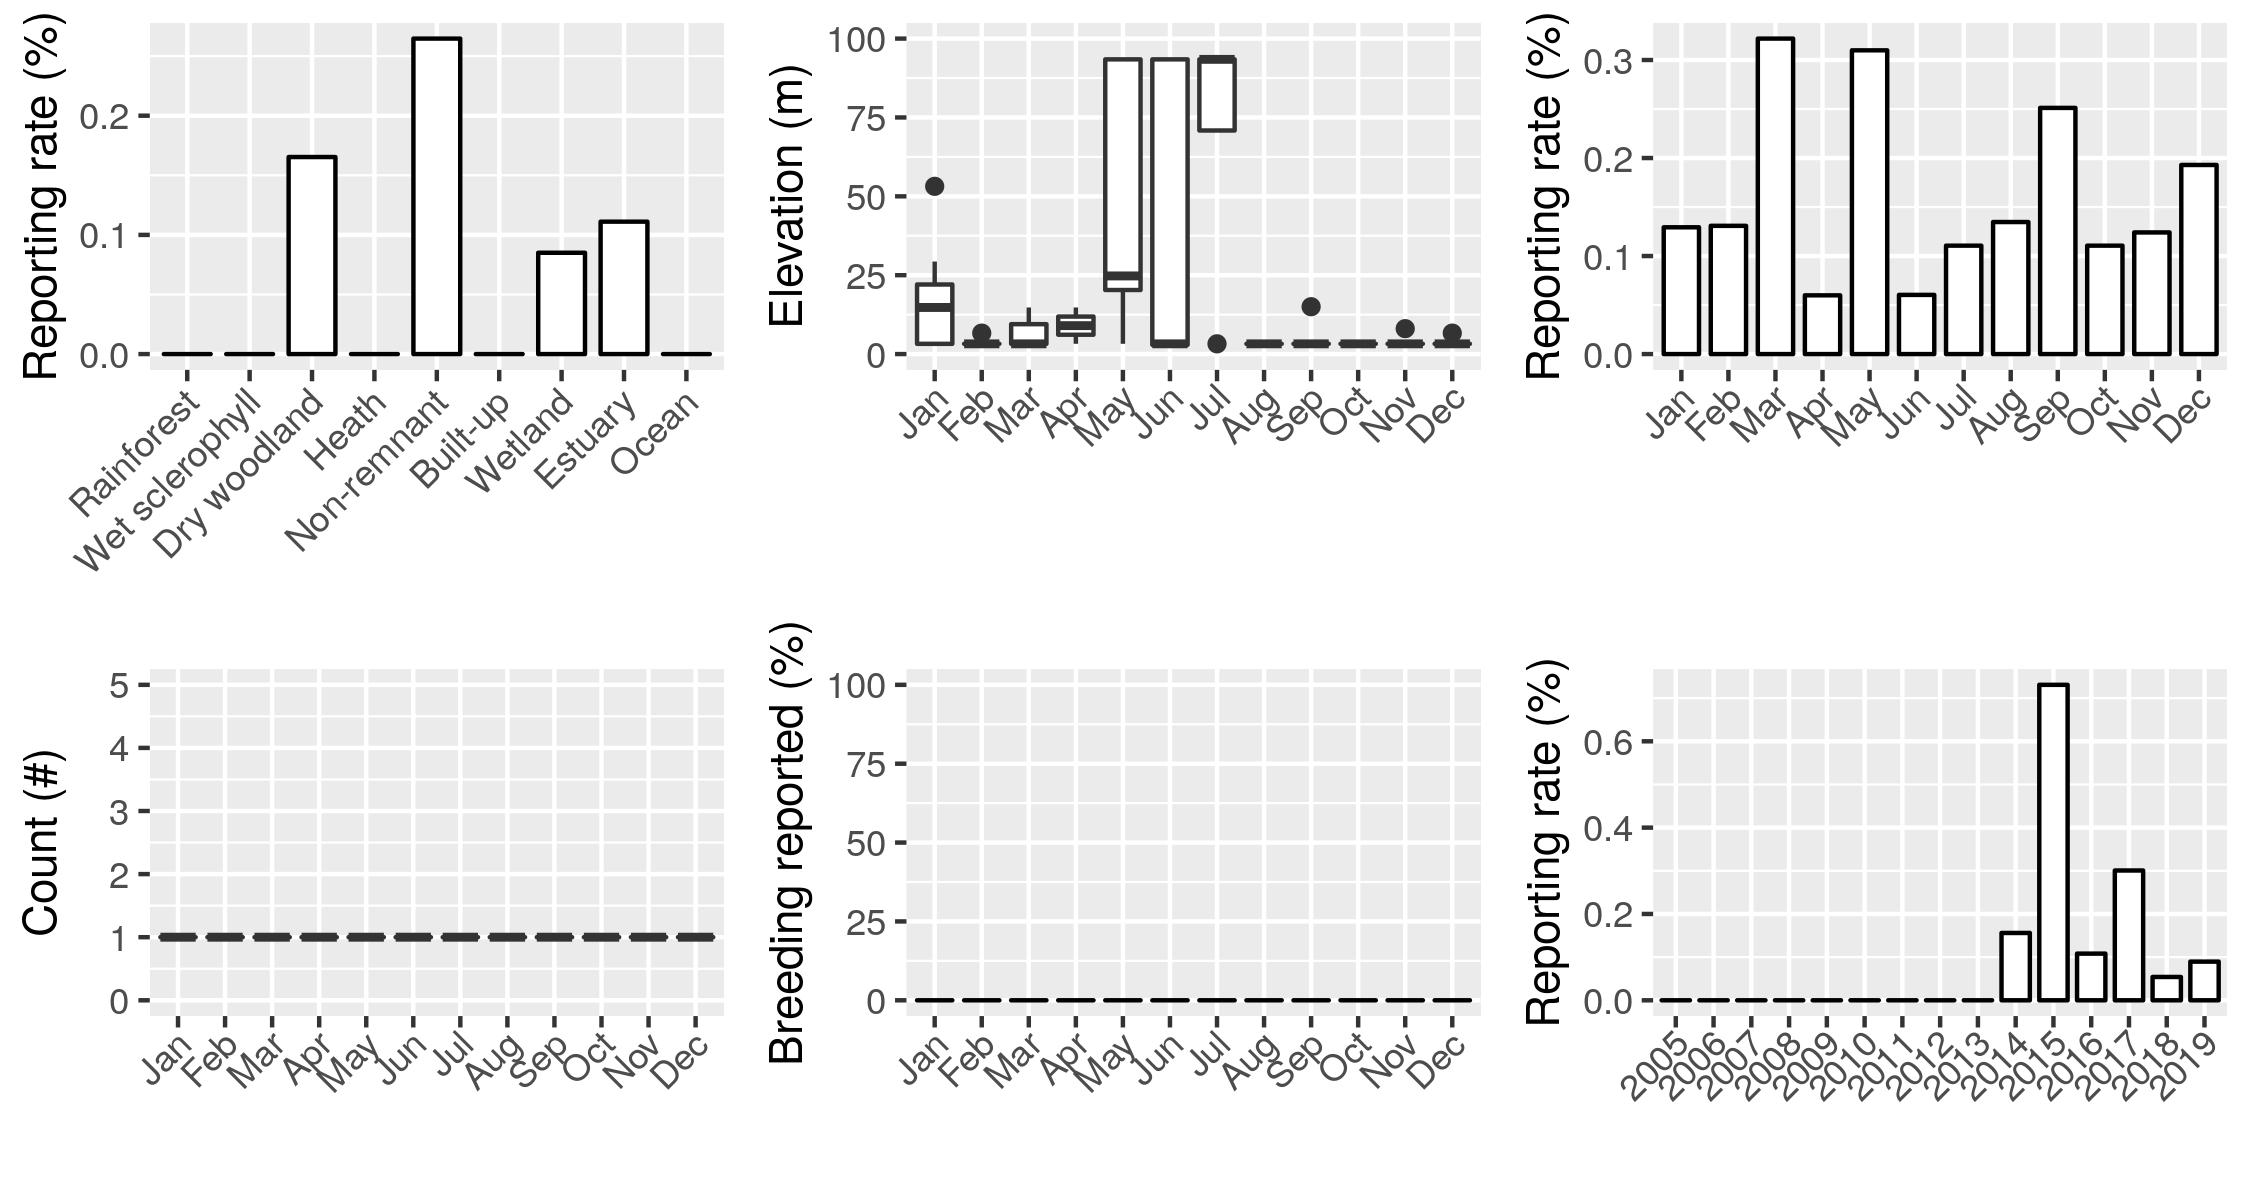 Reporting rate (%)
0.2
0.1
0.0
Rainforest
Wet sclerophyll
Dry woodland
Heath
Non-remnant
Built-up
Wetland
Estuary
Ocean
Elevation (m)
100
75
50
25
0
Jan
Feb
Mar
Apr
May
Jun
Jul
Aug
Sep
Oct
Nov
Dec
Reporting rate (%)
0.3
0.2
0.1
0.0
Jan
Feb
Mar
Apr
May
Jun
Jul
Aug
Sep
Oct
Nov
Dec
Count (#)
5
4
3
2
1
0
Jan
Feb
Mar
Apr
May
Jun
Jul
Aug
Sep
Oct
Nov
Dec
Breeding reported (%)
100
75
50
25
0
Jan
Feb
Mar
Apr
May
Jun
Jul
Aug
Sep
Oct
Nov
Dec
Reporting rate (%)
0.6
0.4
0.2
0.0
2005
2006
2007
2008
2009
2010
2011
2012
2013
2014
2015
2016
2017
2018
2019